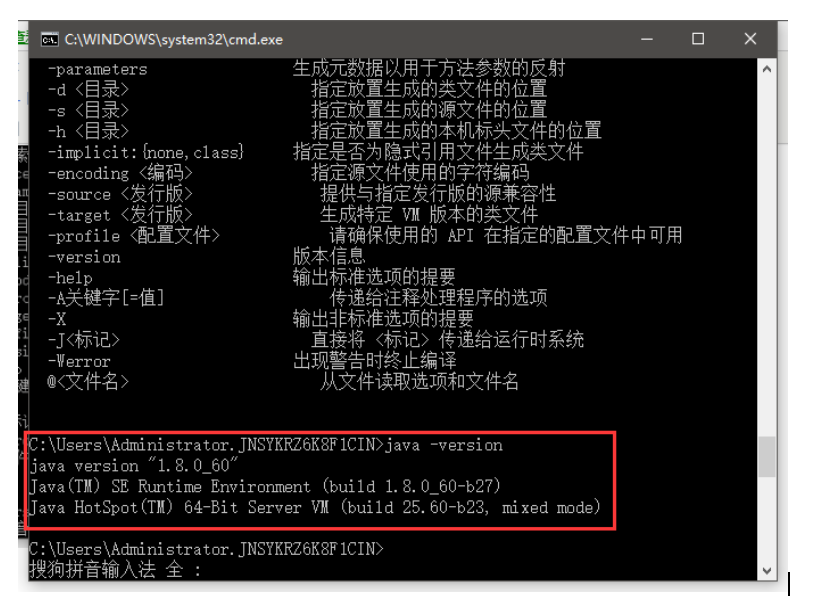 C:\WINDOWS\system32\cmd.exe
-parameters 生成元数据以用于方法参数的反射
-d <目录> 指定放置生成的类文件的位置
-s <目录> 指定放置生成的源文件的位置
-h <目录> 指定放置生成的本机标头文件的位置
-implicit:{none,class} 指定是否为隐式引用文件生成类文件
-encoding <编码> 指定源文件使用的字符编码
-source <发行版> 提供与指定发行版的源兼容性
-target <发行版> 生成特定 VM 版本的类文件
-profile <配置文件> 请确保使用的 API 在指定的配置文件中可用
-version 版本信息
-help 输出标准选项的提要
-A关键字[=值] 传递给注释处理程序的选项
-X 输出非标准选项的提要
-J<标记> 直接将 <标记> 传递给运行时系统
-Werror 出现警告时终止编译
@<文件名> 从文件读取选项和文件名
C:\Users\Administrator.JNSYKRZ6K8F1CIN>java -version
java version "1.8.0_60"
Java(TM) SE Runtime Environment (build 1.8.0_60-b27)
Java HotSpot(TM) 64-Bit Server VM (build 25.60-b23, mixed mode)
C:\Users\Administrator.JNSYKRZ6K8F1CIN>
搜狗拼音输入法 全 :